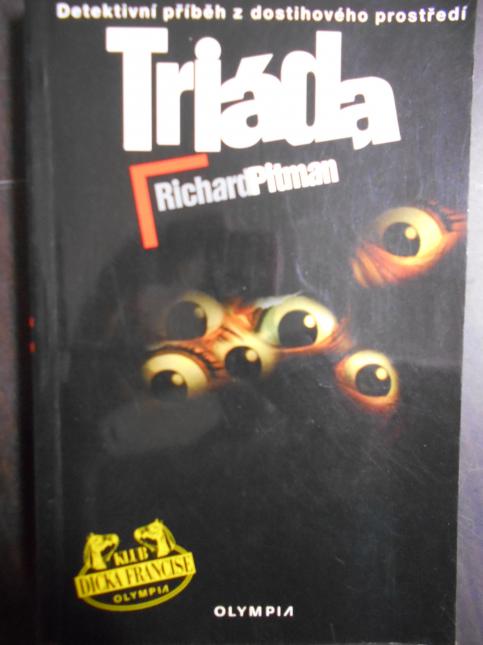 Detektivní příběh z dostihového prostředí
Triáda
Richard Pitman
KLUB
DICKA FRANCISE
OLYMPIA
OLYMPIA